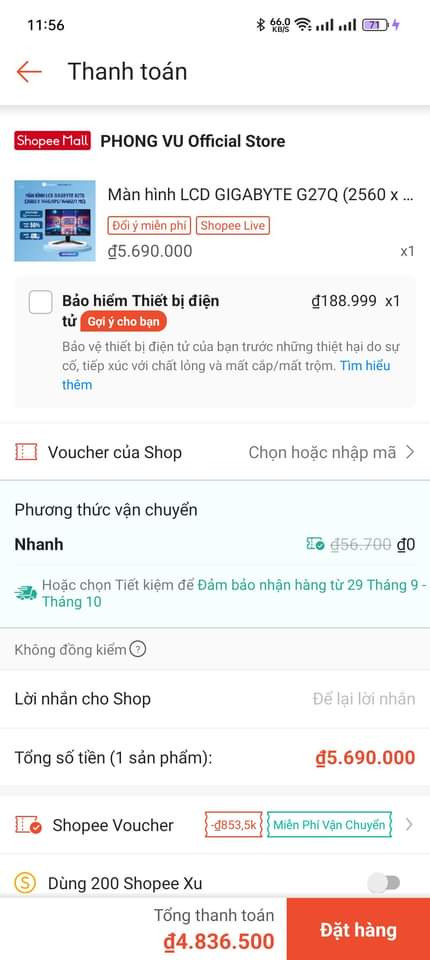 11:56
66.0
KB/S
71
Thanh toán
Shopee Mall PHONG VU Official Store
Màn hình LCD GIGABYTE G27Q (2560 x ...
Đổi ý miễn phí Shopee Live
₫5.690.000 x1
Bảo hiểm Thiết bị điện ₫188.999 x1
tử Gợi ý cho bạn
Bảo vệ thiết bị điện tử của bạn trước những thiệt hại do sự
cố, tiếp xúc với chất lỏng và mất cắp/mất trộm. Tìm hiểu
thêm
Voucher của Shop Chọn hoặc nhập mã
Phương thức vận chuyển
Nhanh ₫56.700 ₫0
Hoặc chọn Tiết kiệm để Đảm bảo nhận hàng từ 29 Tháng 9 -
Tháng 10
Không đồng kiểm ?
Lời nhắn cho Shop Để lại lời nhắn
Tổng số tiền (1 sản phẩm): ₫5.690.000
Shopee Voucher -₫853,5k Miễn Phí Vận Chuyển
S Dùng 200 Shopee Xu
Tổng thanh toán
₫4.836.500
Đặt hàng